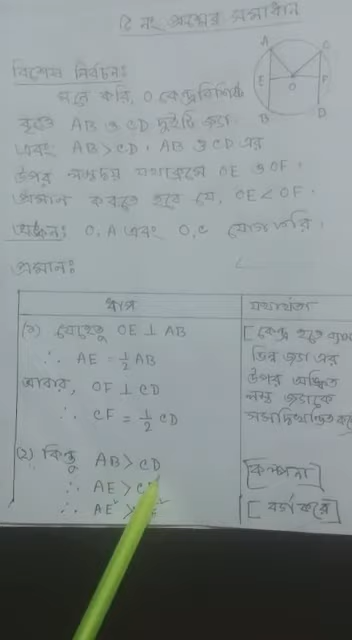 ২ নং প্রশ্নের সমাধান
A C
E O F
B D
বিশেষ নির্বচন:
মনে করি, O কেন্দ্রবিশিষ্ট
বৃত্তে AB ও CD দুইটি জ্যা
এবং AB > CD. AB ও CD এর
উপর লম্বদ্বয় যথাক্রমে OE ও OF.
প্রমাণ করতে হবে যে, OE < OF.
অঙ্কন: O, A এবং O, C যোগ করি।
প্রমাণ:
ধাপ যথার্থতা
(১) যেহেতু OE ⊥ AB [কেন্দ্র হতে ব্যাস
∴ AE = ½ AB ভিন্ন জ্যা এর
আবার, OF ⊥ CD উপর অঙ্কিত
∴ CF = ½ CD লম্ব জ্যাকে
সমদ্বিখণ্ডিত করে
(২) কিন্তু AB > CD [কল্পনা]
∴ AE > C
∴ AE² > [বর্গ করে]